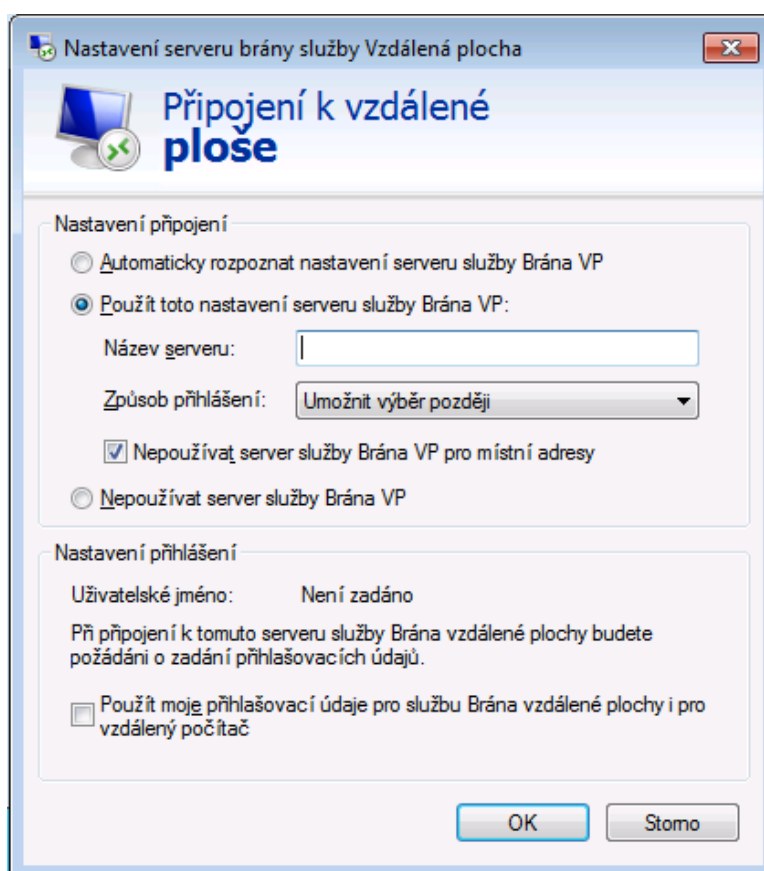 Nastavení serveru brány služby Vzdálená plocha
Připojení k vzdálené
ploše
Nastavení připojení
Automaticky rozpoznat nastavení serveru služby Brána VP
Použít toto nastavení serveru služby Brána VP:
Název serveru:
Způsob přihlášení: Umožnit výběr později
Nepoužívat server služby Brána VP pro místní adresy
Nepoužívat server služby Brána VP
Nastavení přihlášení
Uživatelské jméno: Není zadáno
Při připojení k tomuto serveru služby Brána vzdálené plochy budete
požádáni o zadání přihlašovacích údajů.
Použít moje přihlašovací údaje pro službu Brána vzdálené plochy i pro
vzdálený počítač
OK Storno